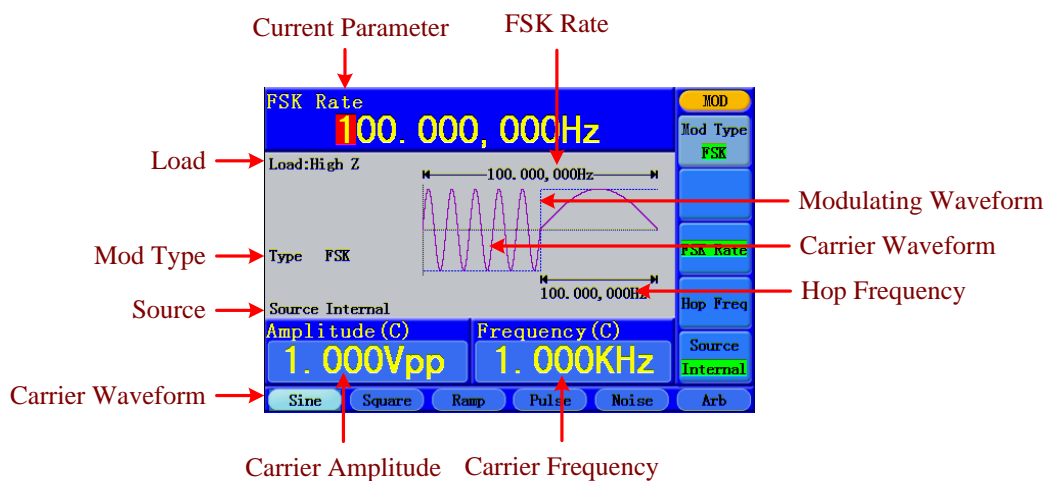 Current Parameter
FSK Rate
FSK Rate
100.000,000Hz
MOD
Mod Type
FSK
Load
Load:High Z
100.000,000Hz
Modulating Waveform
Carrier Waveform
FSK Rate
Mod Type
Type FSK
100.000,000Hz
Hop Frequency
Hop Freq
Source
Source Internal
Amplitude(C)
Frequency(C)
1.000Vpp
1.000KHz
Source
Internal
Carrier Waveform
Sine
Square
Ramp
Pulse
Noise
Arb
Carrier Amplitude
Carrier Frequency